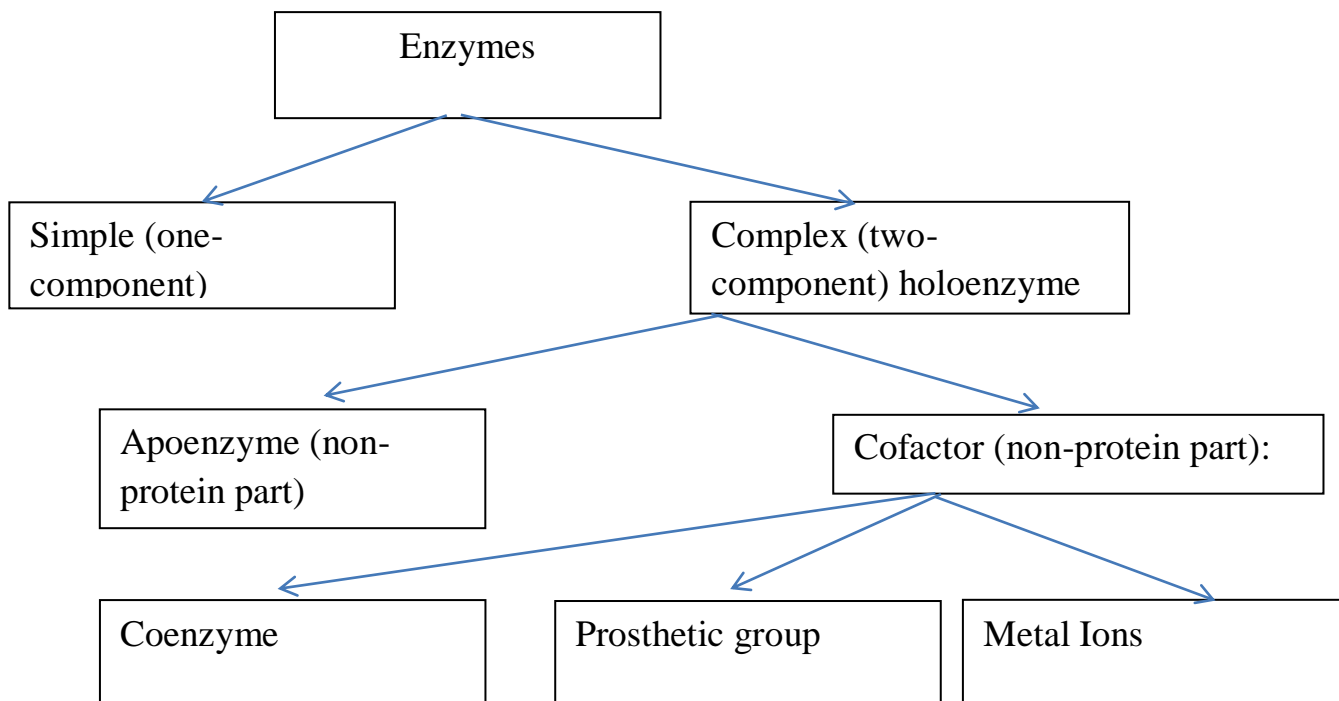 Enzymes
Simple (one-
component)
Complex (two-
component) holoenzyme
Apoenzyme (non-
protein part)
Cofactor (non-protein part):
Coenzyme
Prosthetic group
Metal Ions